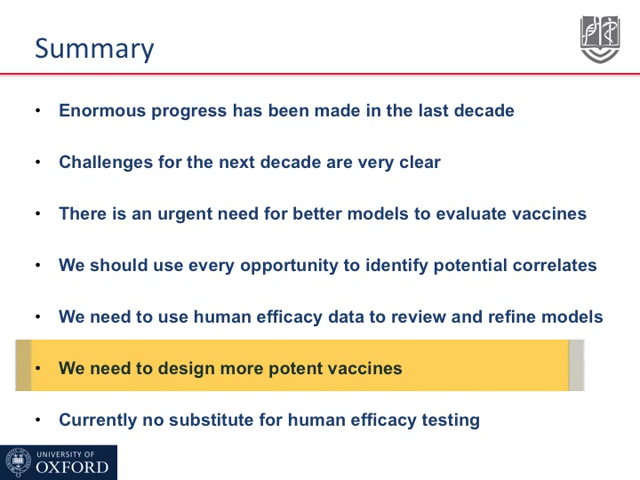 Summary
• Enormous progress has been made in the last decade
• Challenges for the next decade are very clear
• There is an urgent need for better models to evaluate vaccines
• We should use every opportunity to identify potential correlates
• We need to use human efficacy data to review and refine models
• We need to design more potent vaccines
• Currently no substitute for human efficacy testing
UNIVERSITY OF
OXFORD